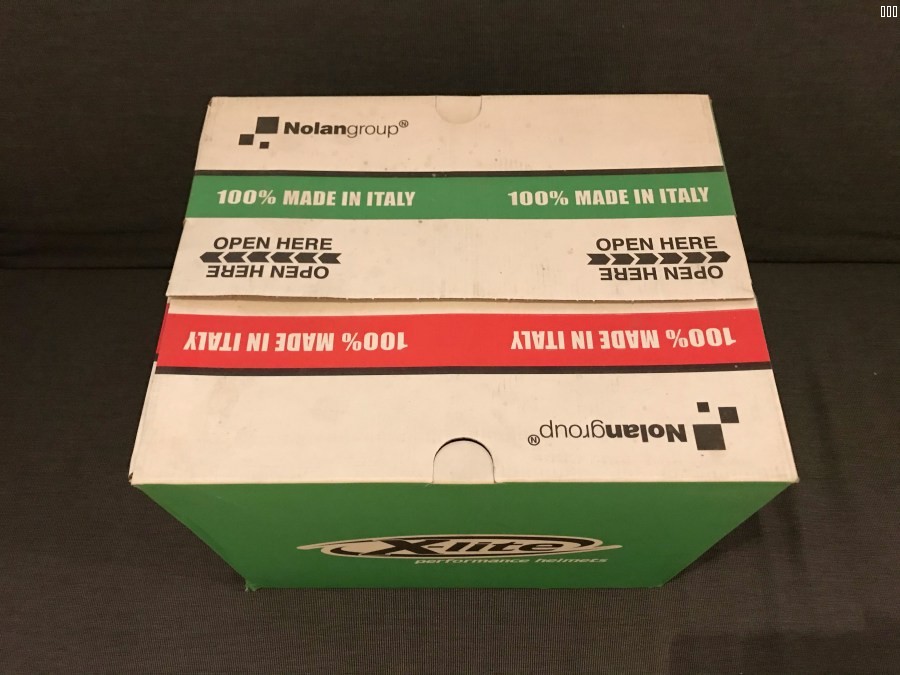 Nolangroup®
100% MADE IN ITALY 100% MADE IN ITALY
OPEN HERE OPEN HERE
OPEN HERE OPEN HERE
100% MADE IN ITALY 100% MADE IN ITALY
Nolangroup®
X-lite
performance helmets